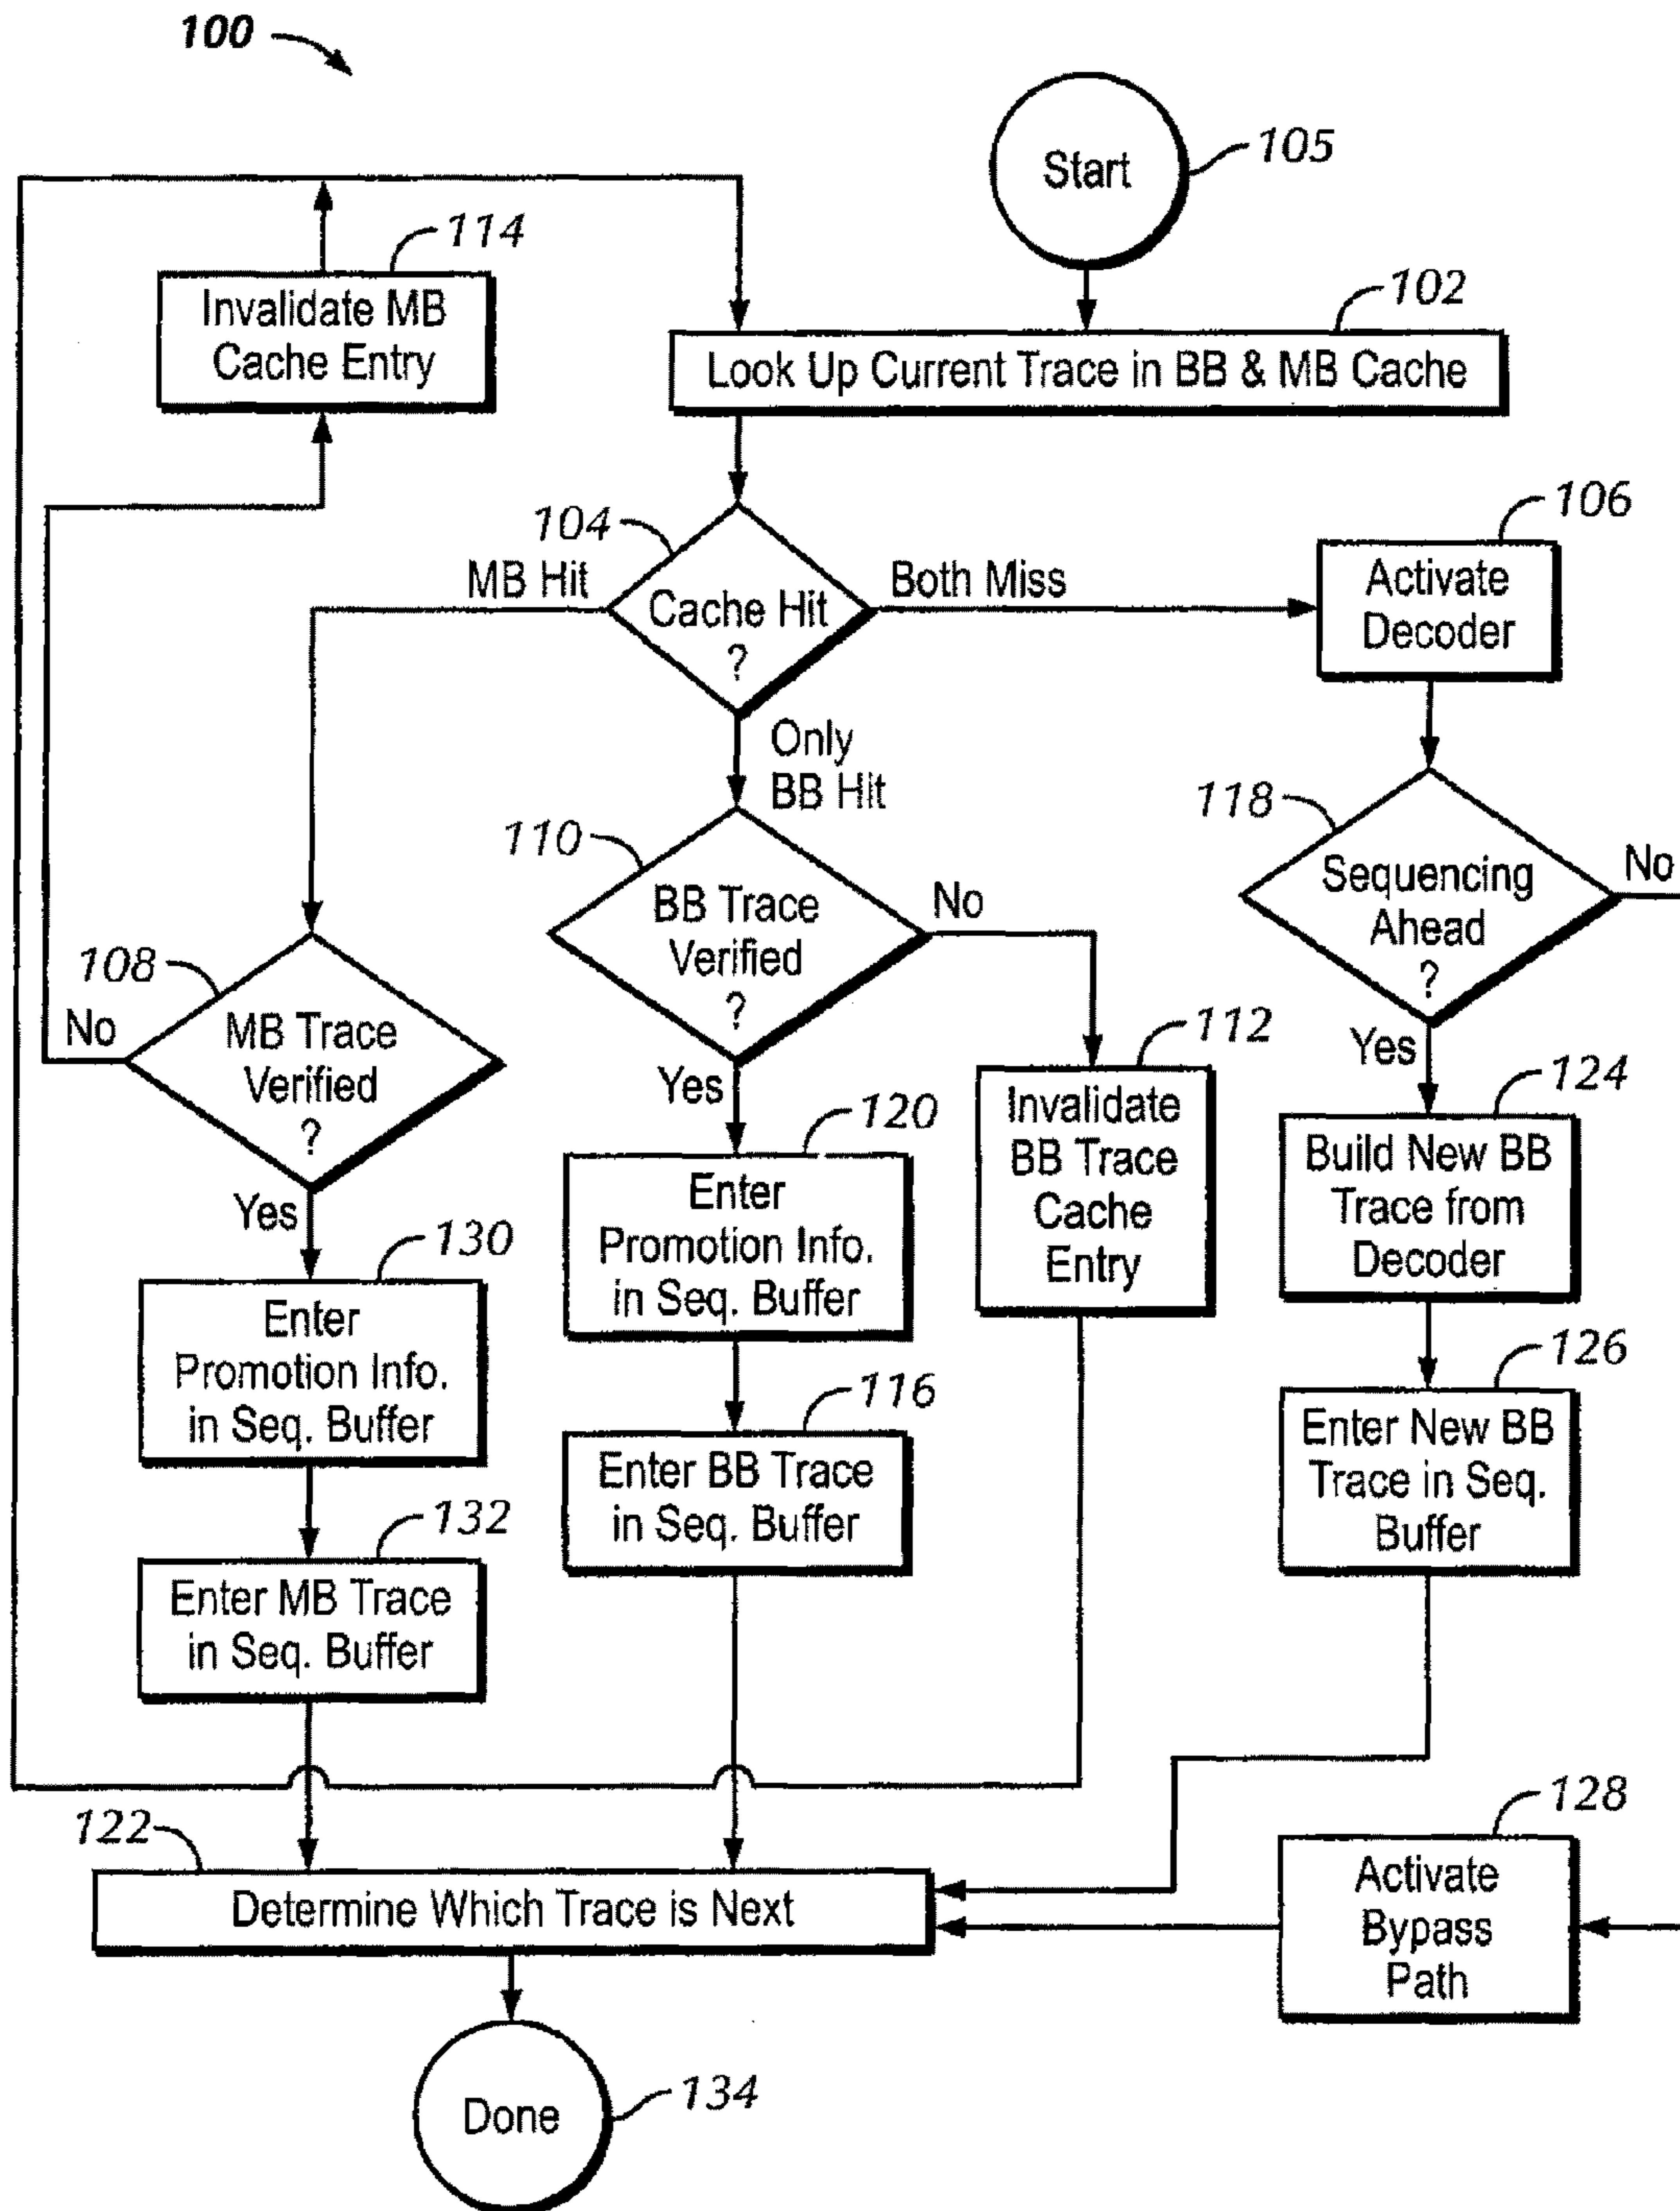 100
Start
105
114
Invalidate MB
Cache Entry
102
Look Up Current Trace in BB & MB Cache
104
MB Hit
Cache Hit
?
Both Miss
106
Activate
Decoder
Only
BB Hit
110
BB Trace
Verified
?
No
118
Sequencing
Ahead
?
No
108
No
MB Trace
Verified
?
Yes
Yes
112
Invalidate
BB Trace
Cache
Entry
Yes
124
Build New BB
Trace from
Decoder
120
Enter
Promotion Info.
in Seq. Buffer
130
Enter
Promotion Info.
in Seq. Buffer
116
Enter BB Trace
in Seq. Buffer
126
Enter New BB
Trace in Seq.
Buffer
132
Enter MB Trace
in Seq. Buffer
122
Determine Which Trace is Next
128
Activate
Bypass
Path
Done
134